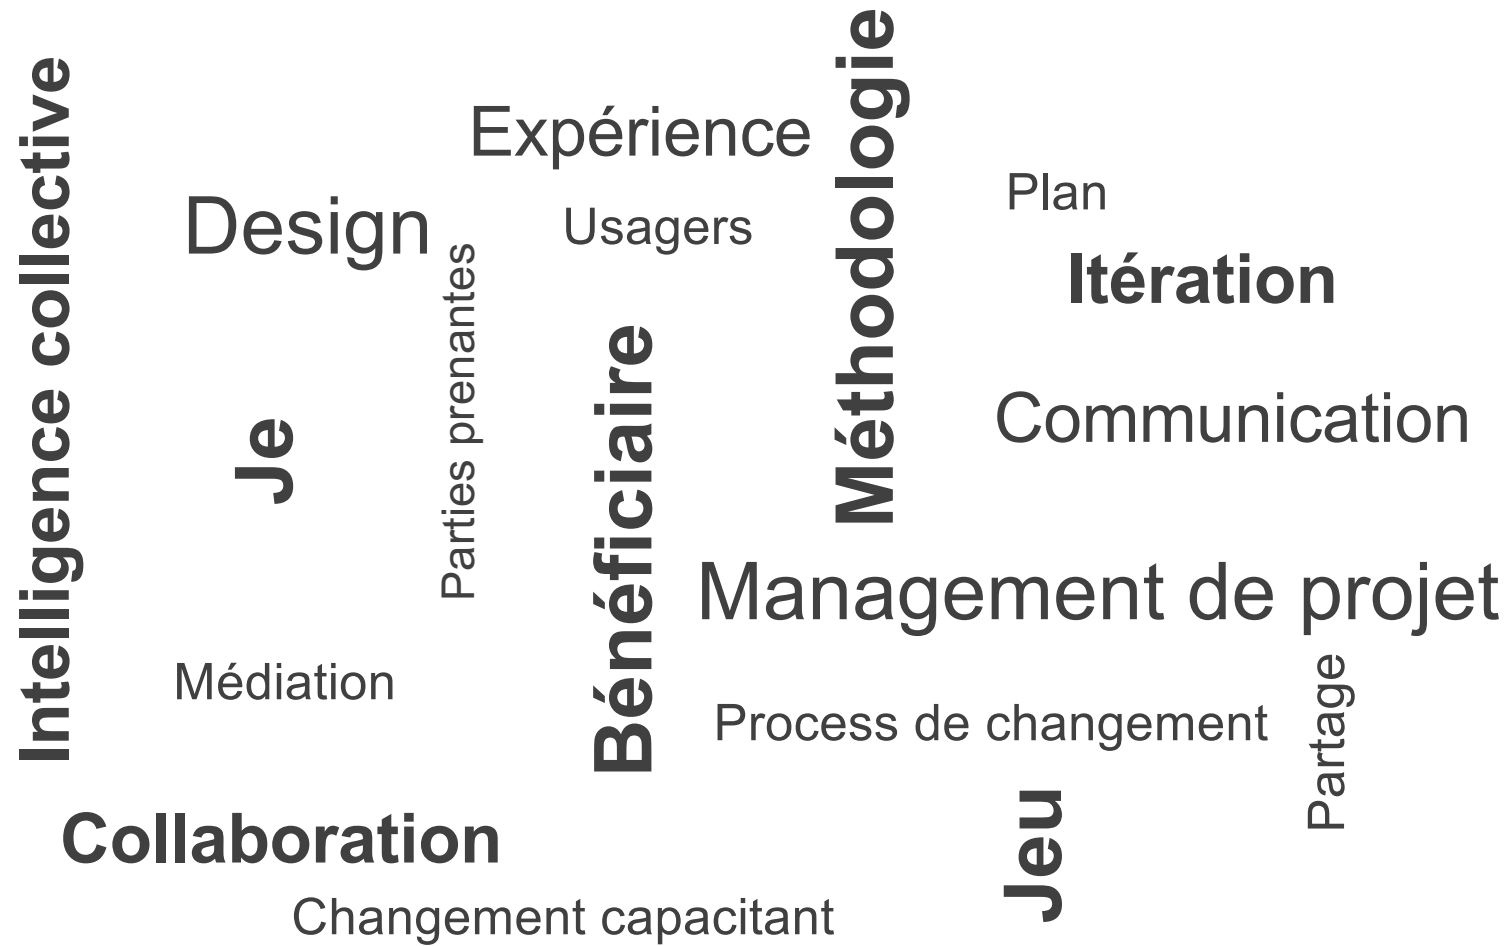 Intelligence collective
Expérience
Méthodologie
Plan
Design
Usagers
Itération
Parties prenantes
Je
Bénéficiaire
Communication
Management de projet
Médiation
Process de changement
Partage
Collaboration
Jeu
Changement capacitant